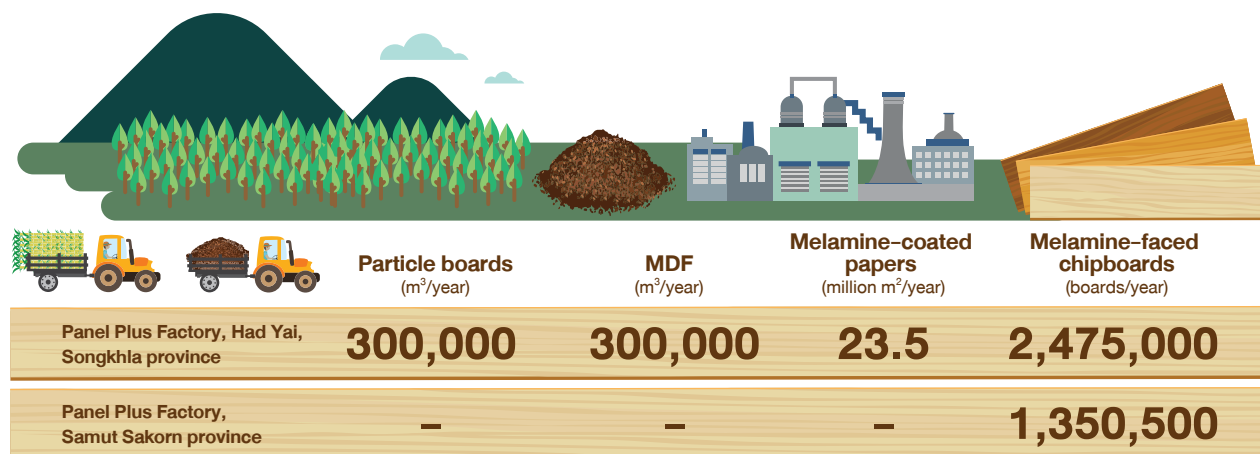 Particle boards
(m³/year)
MDF
(m³/year)
Melamine–coated
papers
(million m²/year)
Melamine–faced
chipboards
(boards/year)
Panel Plus Factory, Had Yai,
Songkhla province
300,000
300,000
23.5
2,475,000
Panel Plus Factory,
Samut Sakorn province
–
–
–
1,350,500